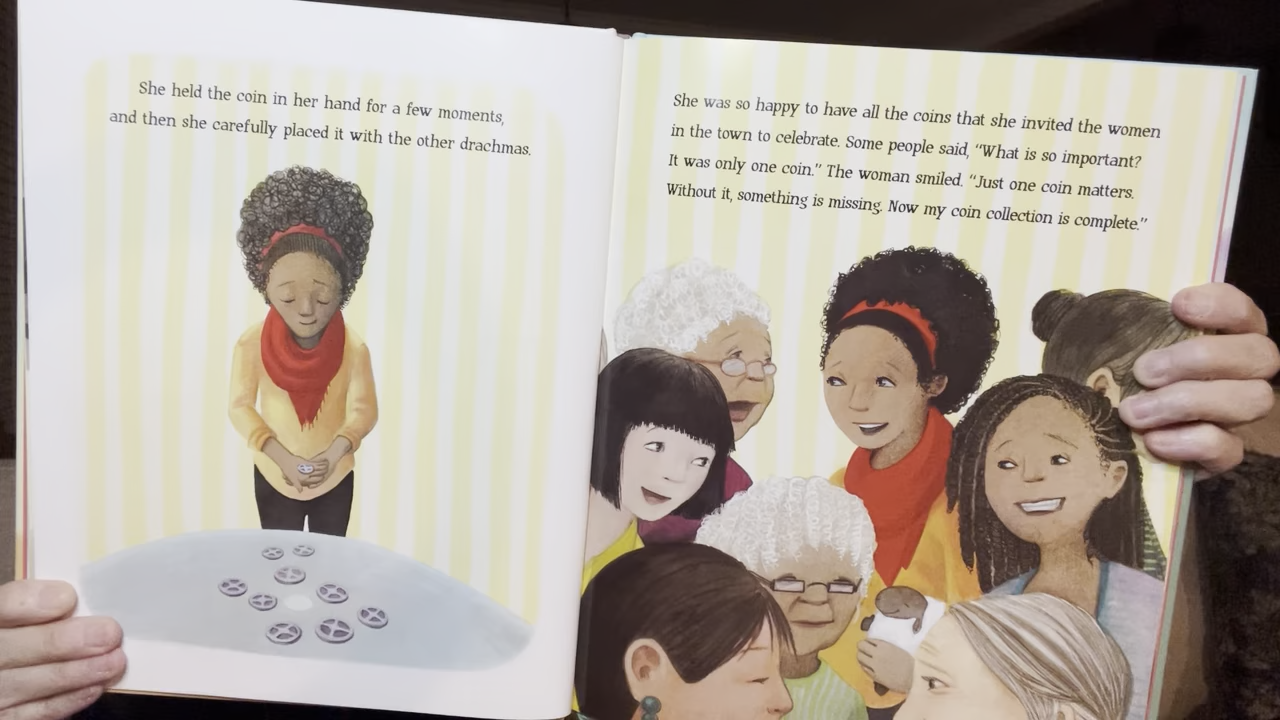 She held the coin in her hand for a few moments,
and then she carefully placed it with the other drachmas.
She was so happy to have all the coins that she invited the women
in the town to celebrate. Some people said, “What is so important?
It was only one coin.” The woman smiled. “Just one coin matters.
Without it, something is missing. Now my coin collection is complete.”